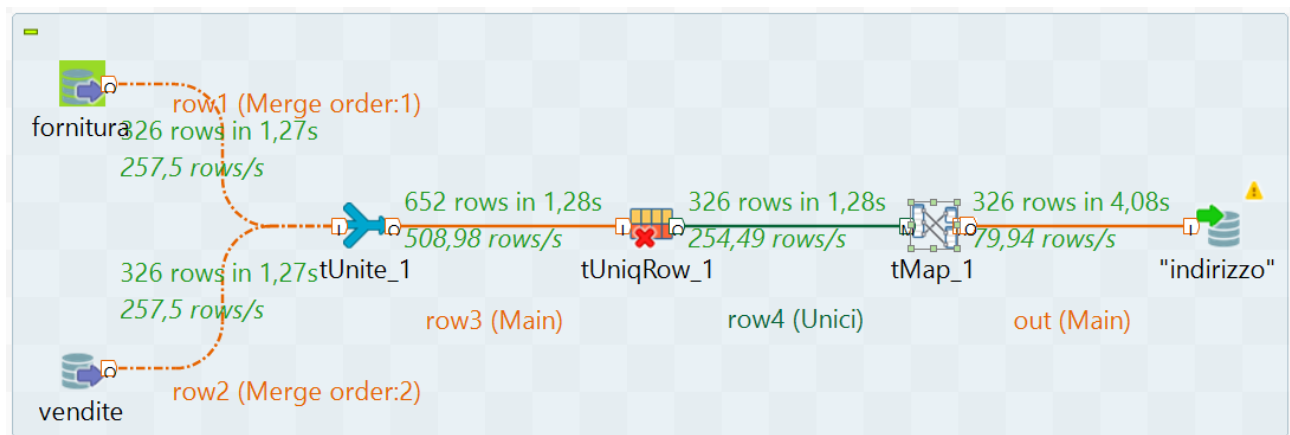 row1 (Merge order:1)
fornitura
326 rows in 1,27s
257,5 rows/s
652 rows in 1,28s
508,98 rows/s
326 rows in 1,28s
254,49 rows/s
326 rows in 4,08s
79,94 rows/s
326 rows in 1,27s
257,5 rows/s
tUnite_1
tUniqRow_1
tMap_1
"indirizzo"
row3 (Main)
row4 (Unici)
out (Main)
row2 (Merge order:2)
vendite